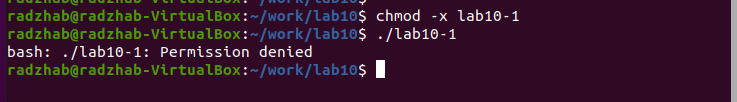 radzhab@radzhab-VirtualBox:~/work/lab10$ chmod -x lab10-1
radzhab@radzhab-VirtualBox:~/work/lab10$ ./lab10-1
bash: ./lab10-1: Permission denied
radzhab@radzhab-VirtualBox:~/work/lab10$